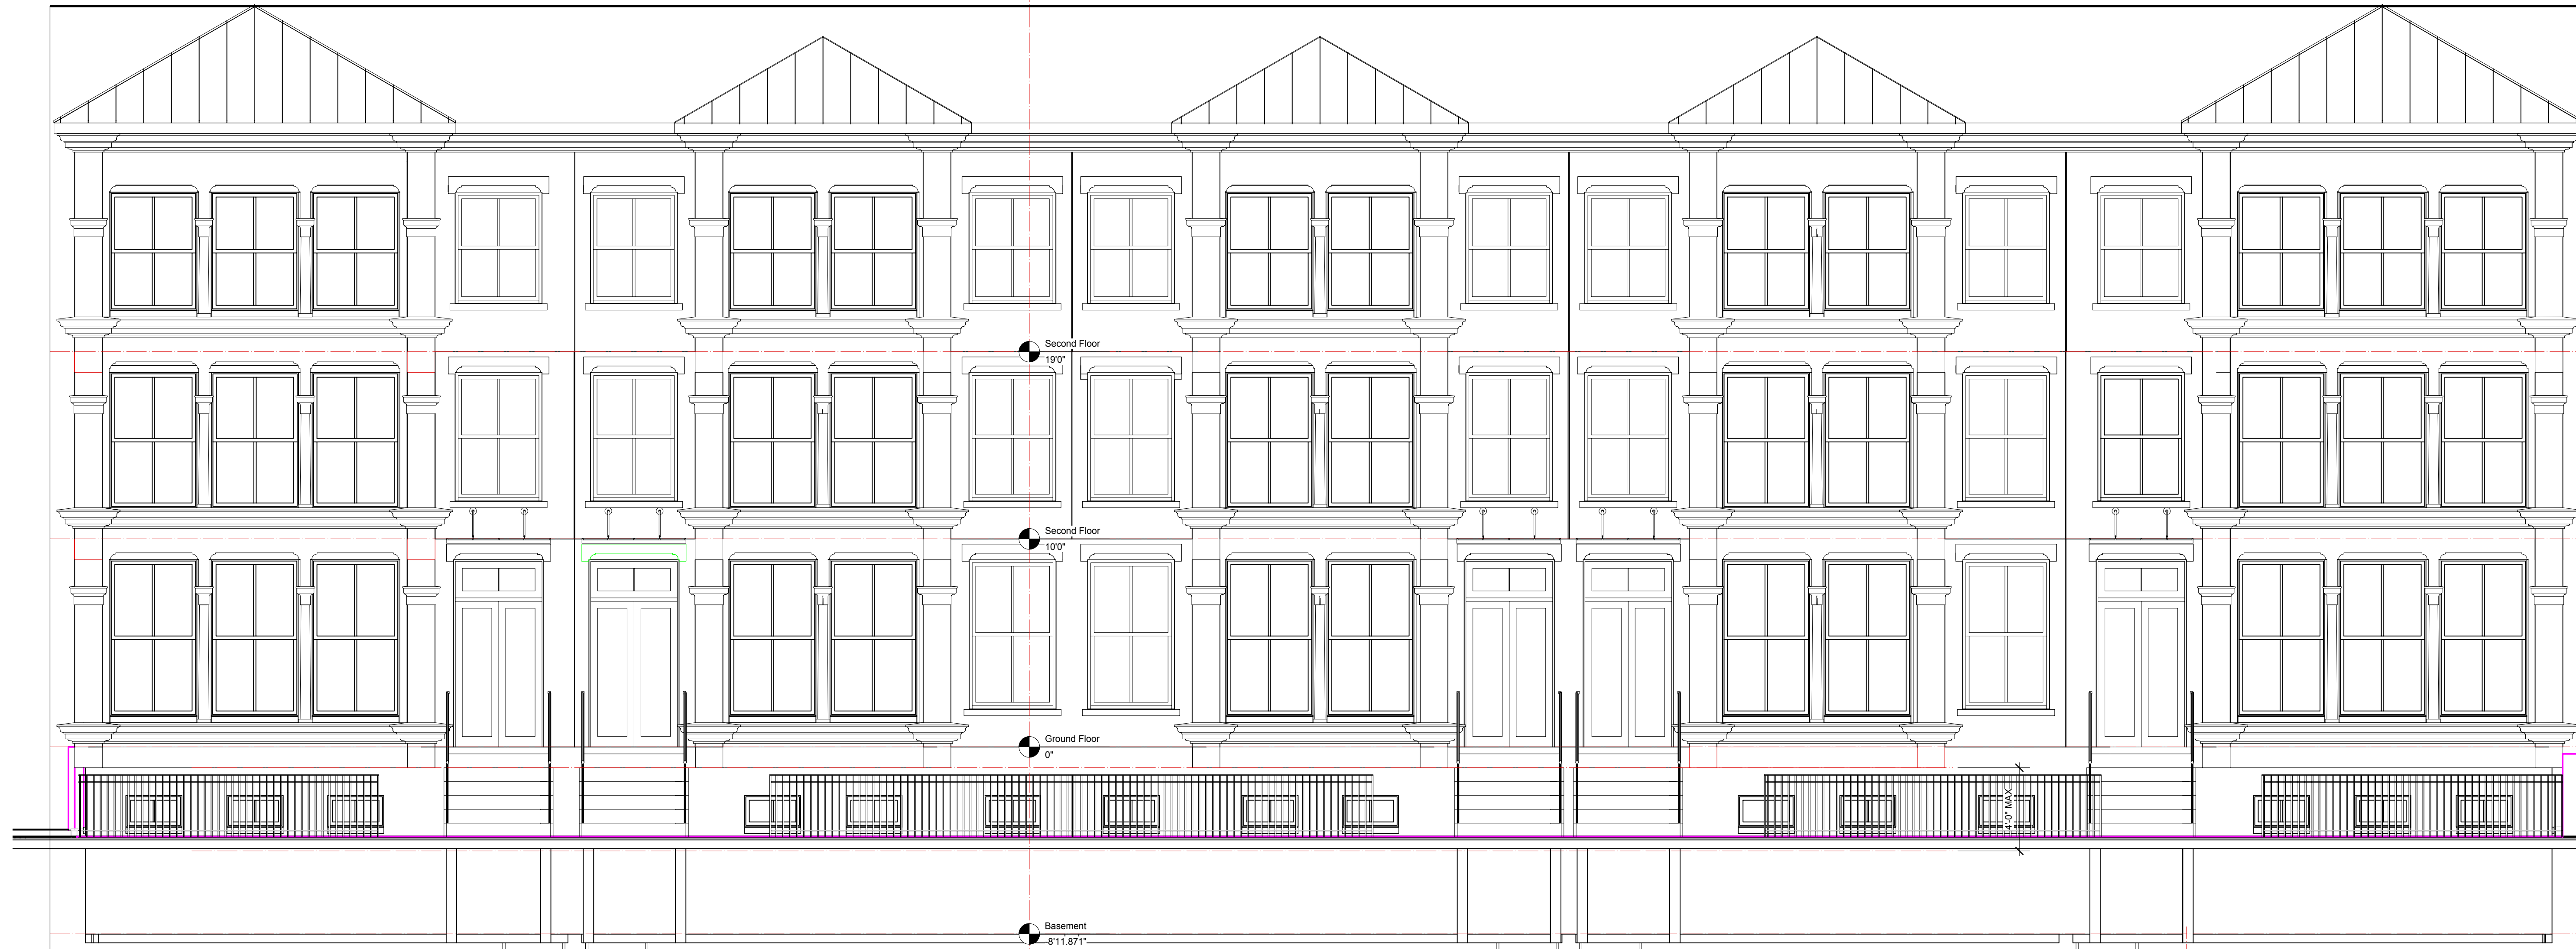 Second Floor
19'0"
Second Floor
10'0"
Ground Floor
0"
4'-0" MAX.
Basement
-8'11.871"